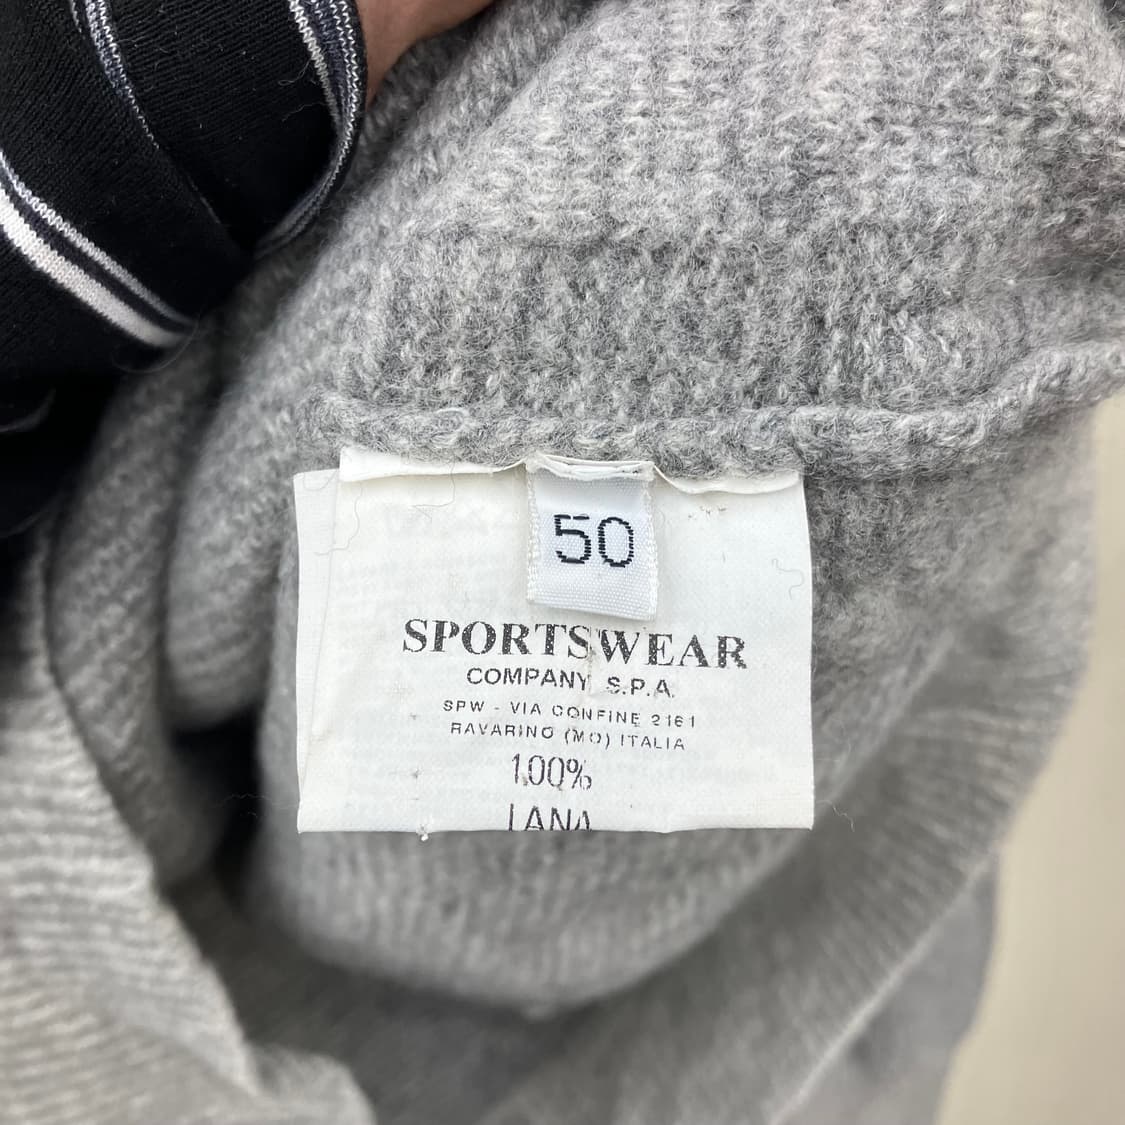 50
SPORTSWEAR
COMPANY S.P.A.
SPW - VIA CONFINE 2161
RAVARINO (MO) ITALIA
100%
LANA